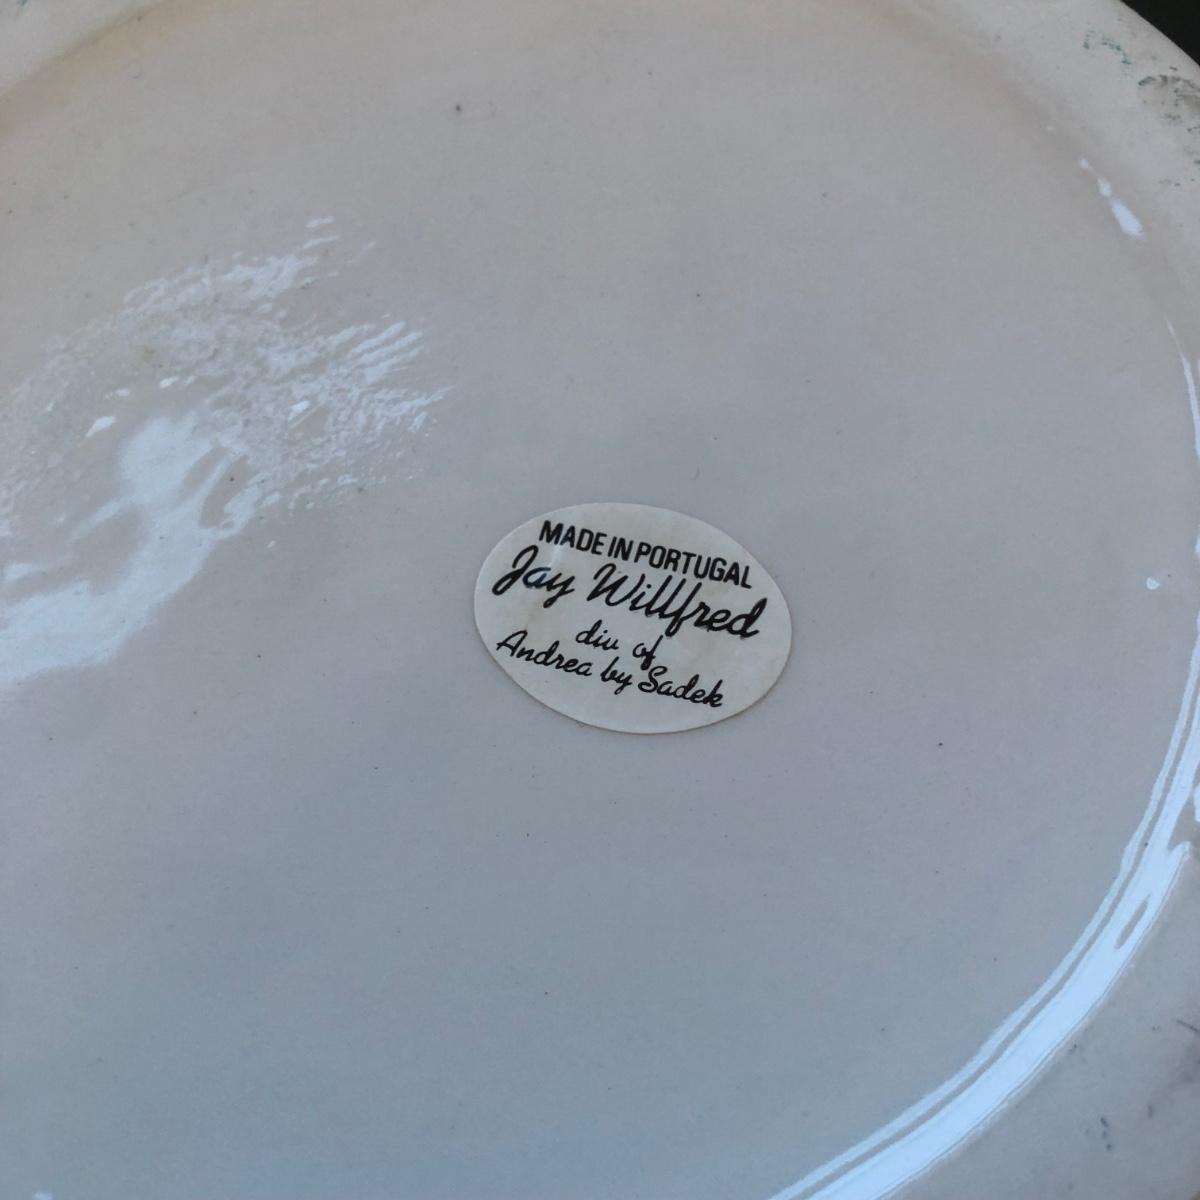 MADE IN PORTUGAL
Jay Willfred
div of
Andrea by Sadek